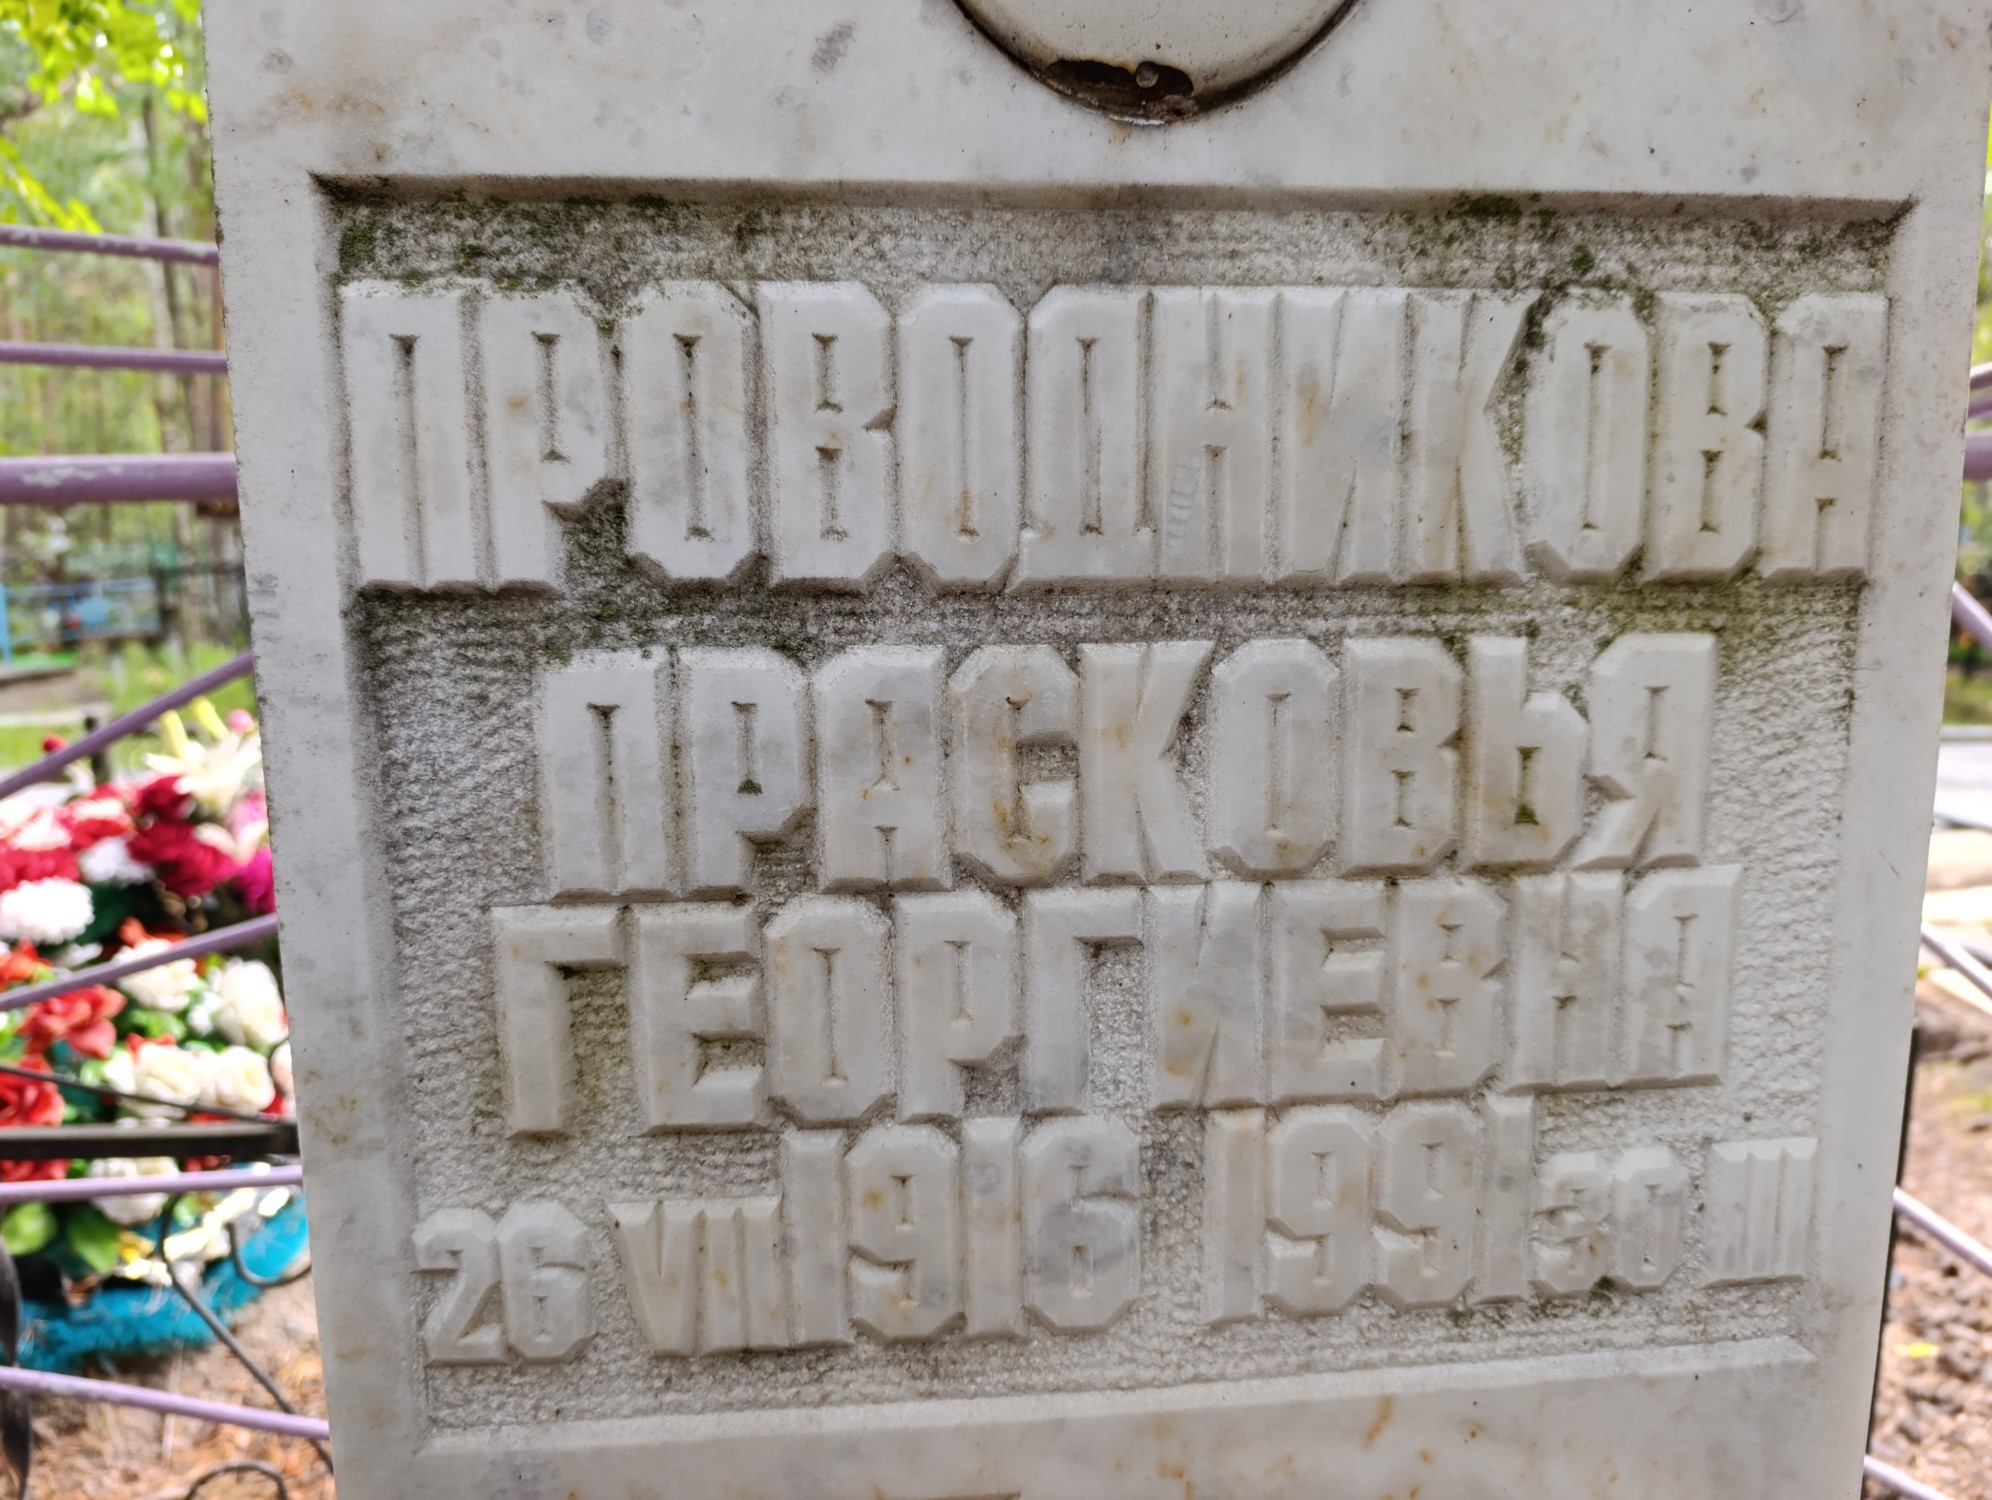 ПРОВОДНИКОВА
ПРАСКОВЬЯ
ГЕОРГИЕВНА
26 VIII 1916 1991 30 III